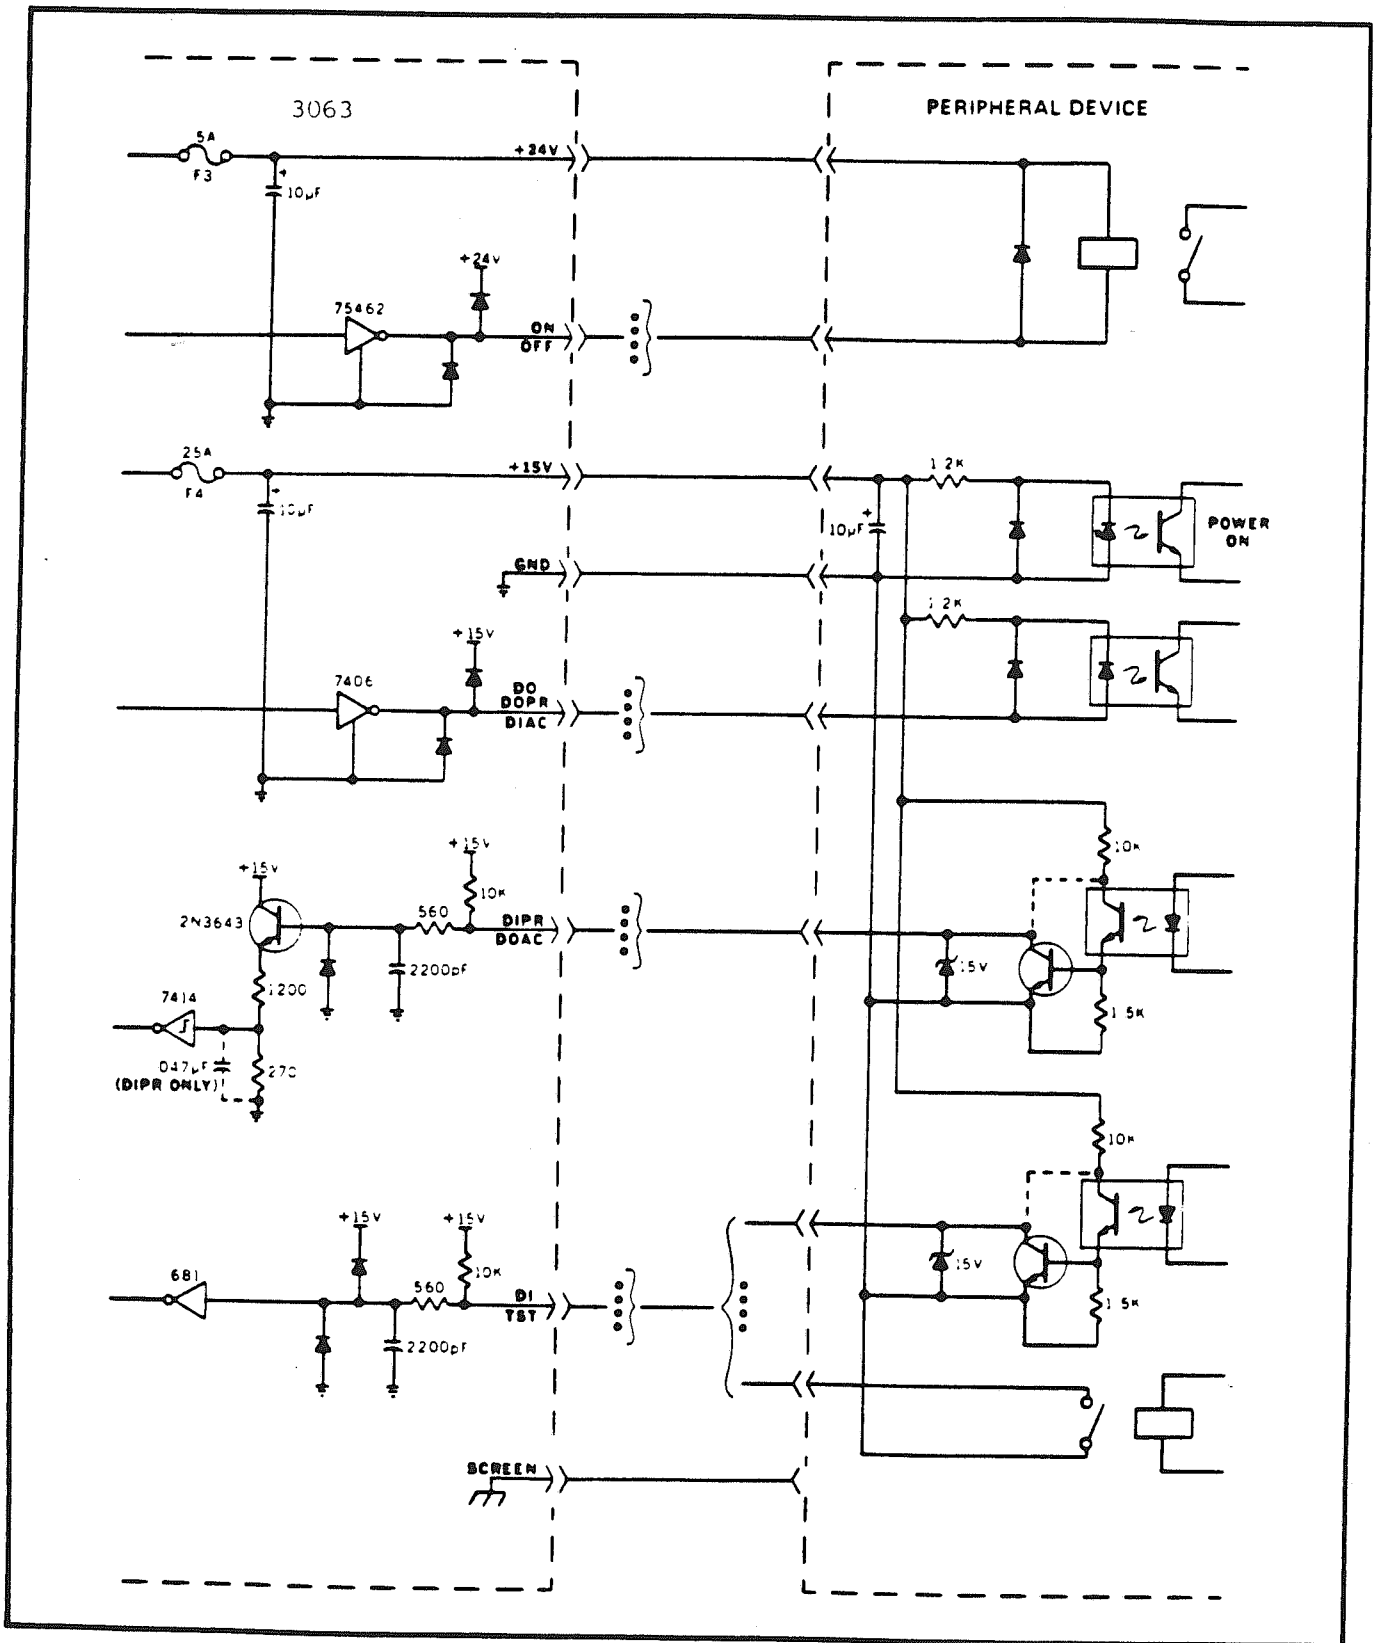 3063
PERIPHERAL DEVICE
5A
F3
+24V
10µF
+24V
75462
ON
OFF
25A
F4
+15V
10µF
1 2K
10µF
POWER
ON
GND
1 2K
+15V
7406
DO
DOPR
DIAC
+15V
+15V
10K
10K
2N3643
560
DIPR
DOAC
2200pF
15V
1200
7414
1 5K
047µF
(DIPR ONLY)
270
10K
+15V
+15V
10K
681
560
DI
TST
15V
2200pF
1 5K
SCREEN